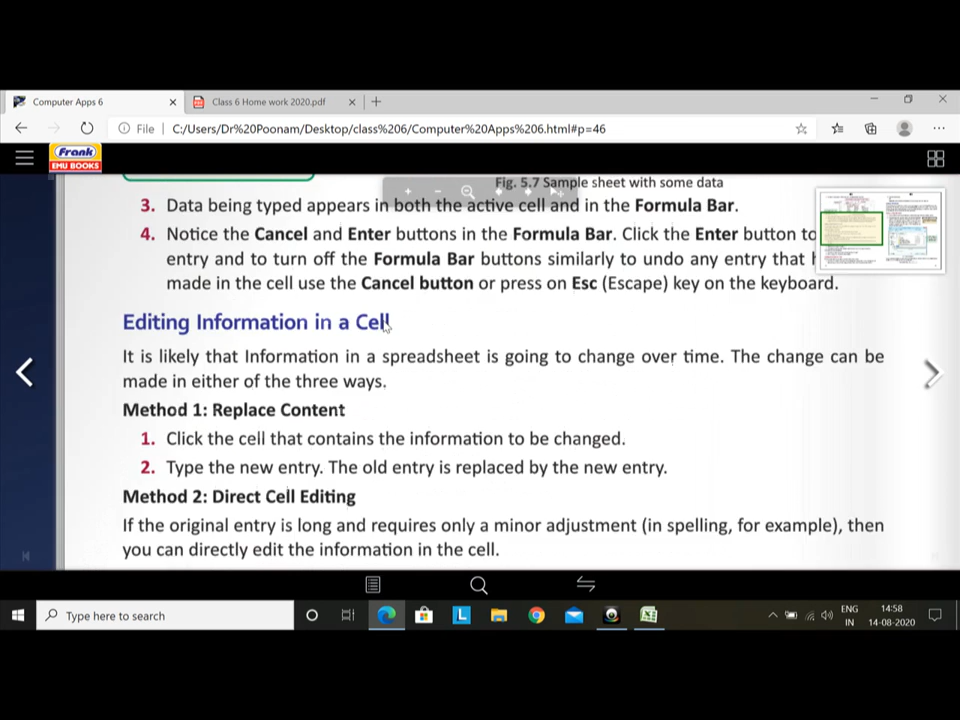 Computer Apps 6
Class 6 Home work 2020.pdf
File
C:/Users/Dr%20Poonam/Desktop/class%206/Computer%20Apps%206.html#p=46
Frank
EMU BOOKS
Fig. 5.7 Sample sheet with some data
3. Data being typed appears in both the active cell and in the Formula Bar.
4. Notice the Cancel and Enter buttons in the Formula Bar. Click the Enter button to
entry and to turn off the Formula Bar buttons similarly to undo any entry that
made in the cell use the Cancel button or press on Esc (Escape) key on the keyboard.
Editing Information in a Cell
It is likely that Information in a spreadsheet is going to change over time. The change can be
made in either of the three ways.
Method 1: Replace Content
1. Click the cell that contains the information to be changed.
2. Type the new entry. The old entry is replaced by the new entry.
Method 2: Direct Cell Editing
If the original entry is long and requires only a minor adjustment (in spelling, for example), then
you can directly edit the information in the cell.
Type here to search
L
ENG
IN
14:58
14-08-2020